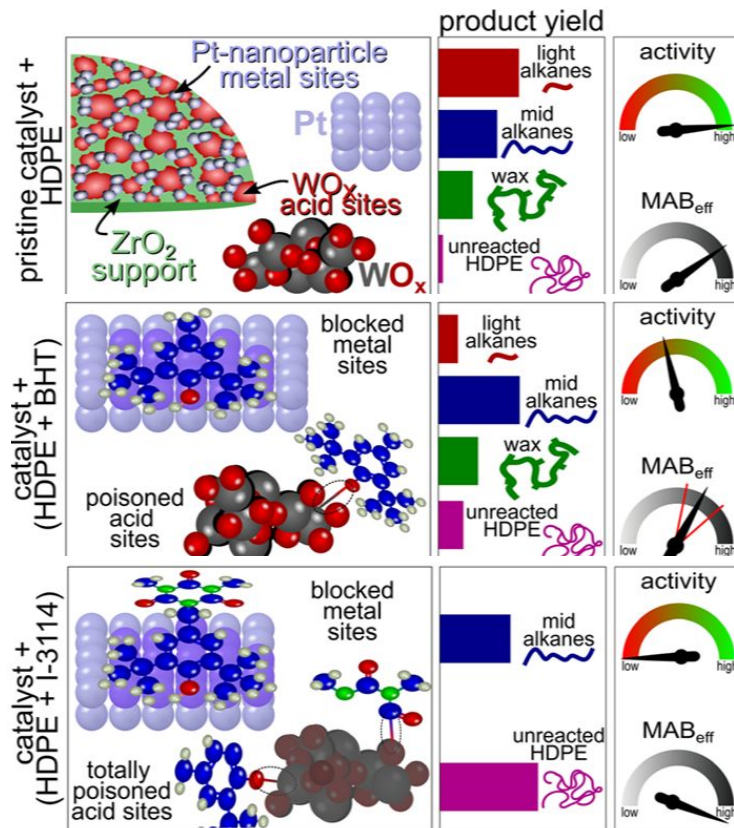 product yield
pristine catalyst +
HDPE
Pt-nanoparticle
metal sites
Pt
WOx
acid sites
ZrO2
support
WOx
light
alkanes
mid
alkanes
wax
unreacted
HDPE
activity
low
high
MABeff
low
high
catalyst +
(HDPE + BHT)
blocked
metal
sites
poisoned
acid
sites
light
alkanes
mid
alkanes
wax
unreacted
HDPE
activity
low
high
MABeff
low
high
catalyst +
(HDPE + I-3114)
blocked
metal
sites
totally
poisoned
acid sites
mid
alkanes
unreacted
HDPE
activity
low
high
MABeff
low
high